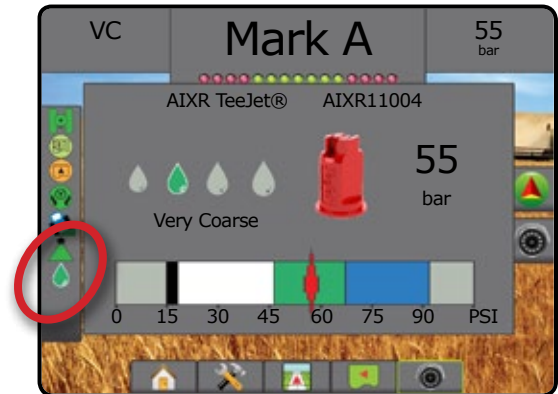 VC
Mark A
55
bar
AIXR TeeJet® AIXR11004
55
bar
Very Coarse
0 15 30 45 60 75 90 PSI